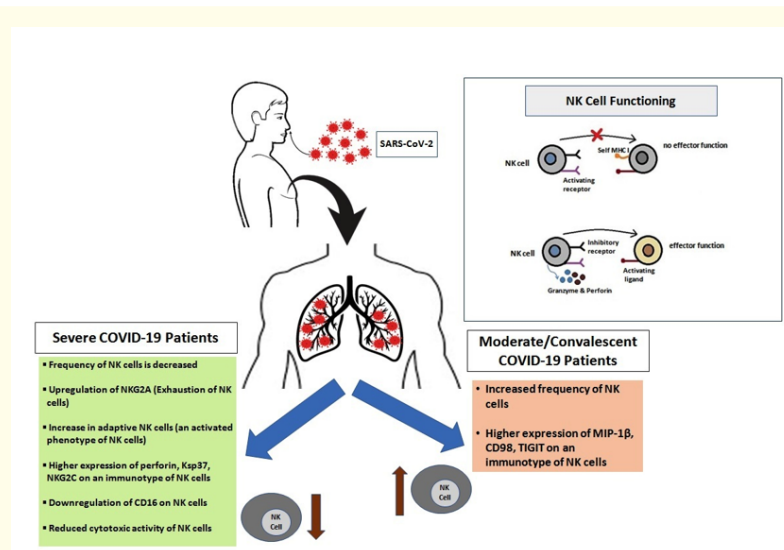 NK Cell Functioning
SARS-CoV-2
Self MHC I
no effector function
NK cell
Activating
receptor
Inhibitory
receptor
effector function
NK cell
Activating
ligand
Granzyme & Perforin
Severe COVID-19 Patients
▪ Frequency of NK cells is decreased
▪ Upregulation of NKG2A (Exhaustion of NK
cells)
▪ Increase in adaptive NK cells (an activated
phenotype of NK cells)
▪ Higher expression of perforin, Ksp37,
NKG2C on an immunotype of NK cells
▪ Downregulation of CD16 on NK cells
▪ Reduced cytotoxic activity of NK cells
Moderate/Convalescent
COVID-19 Patients
• Increased frequency of NK
cells
• Higher expression of MIP-1β,
CD98, TIGIT on an
immunotype of NK cells
NK
Cell
NK
Cell